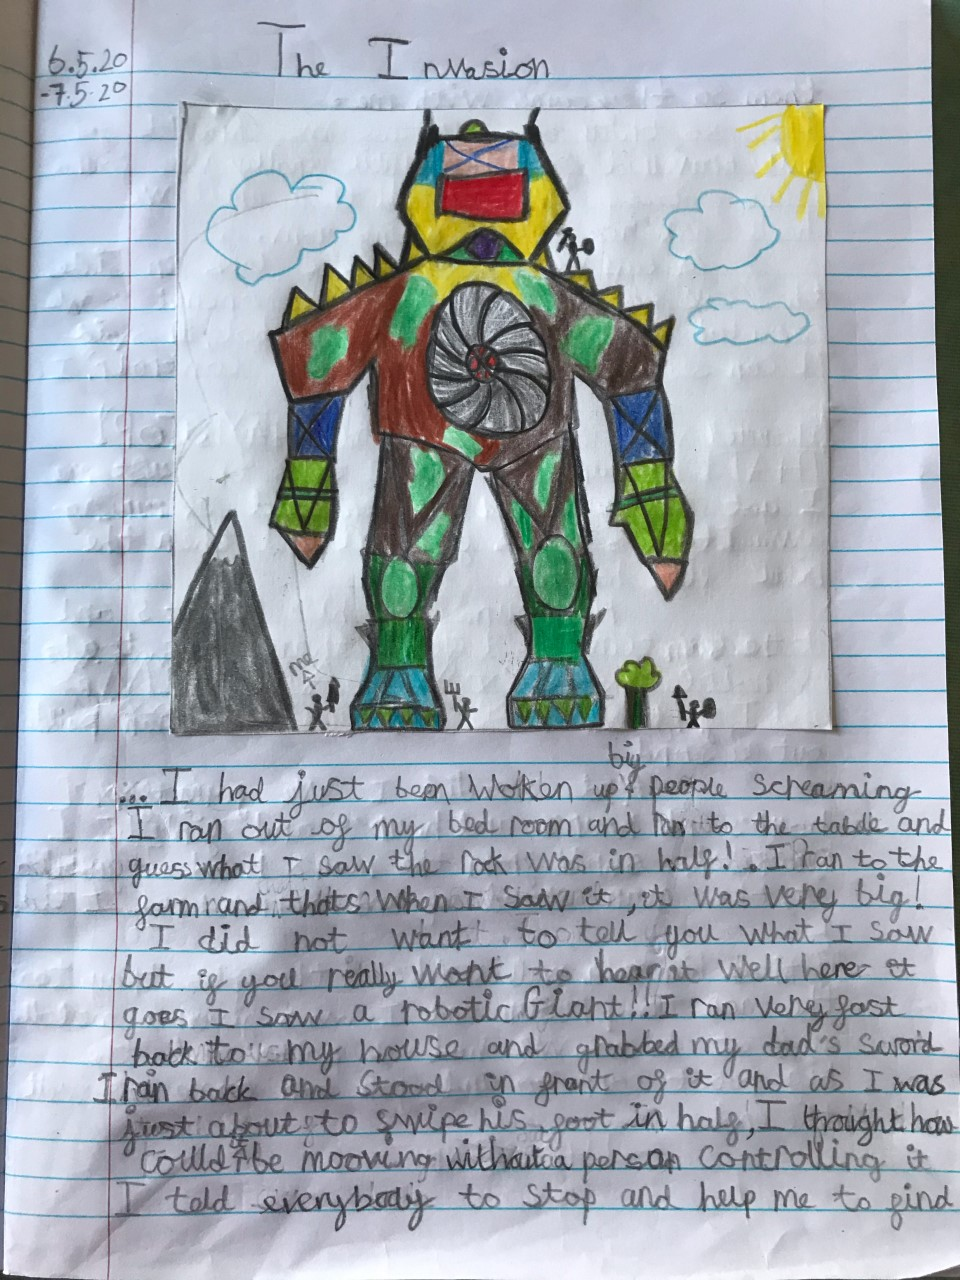 6.5.20
-7.5.20
The Invasion
me
big
... I had just been woken up by people screaming
I ran out of my bed room and ran to the table and
guess what I saw the rock was in half! . I ran to the
farm and thats when I saw it, it was very big!
I did not want to tell you what I saw
but if you really want to hear it well here it
goes I saw a robotic Giant!! I ran very fast
back to my house and grabbed my dad's sword
I ran back and stood in front of it and as I was
just about to swipe his foot in half, I thought how
could it be mooving without a person controlling it
I told everybody to stop and help me to find